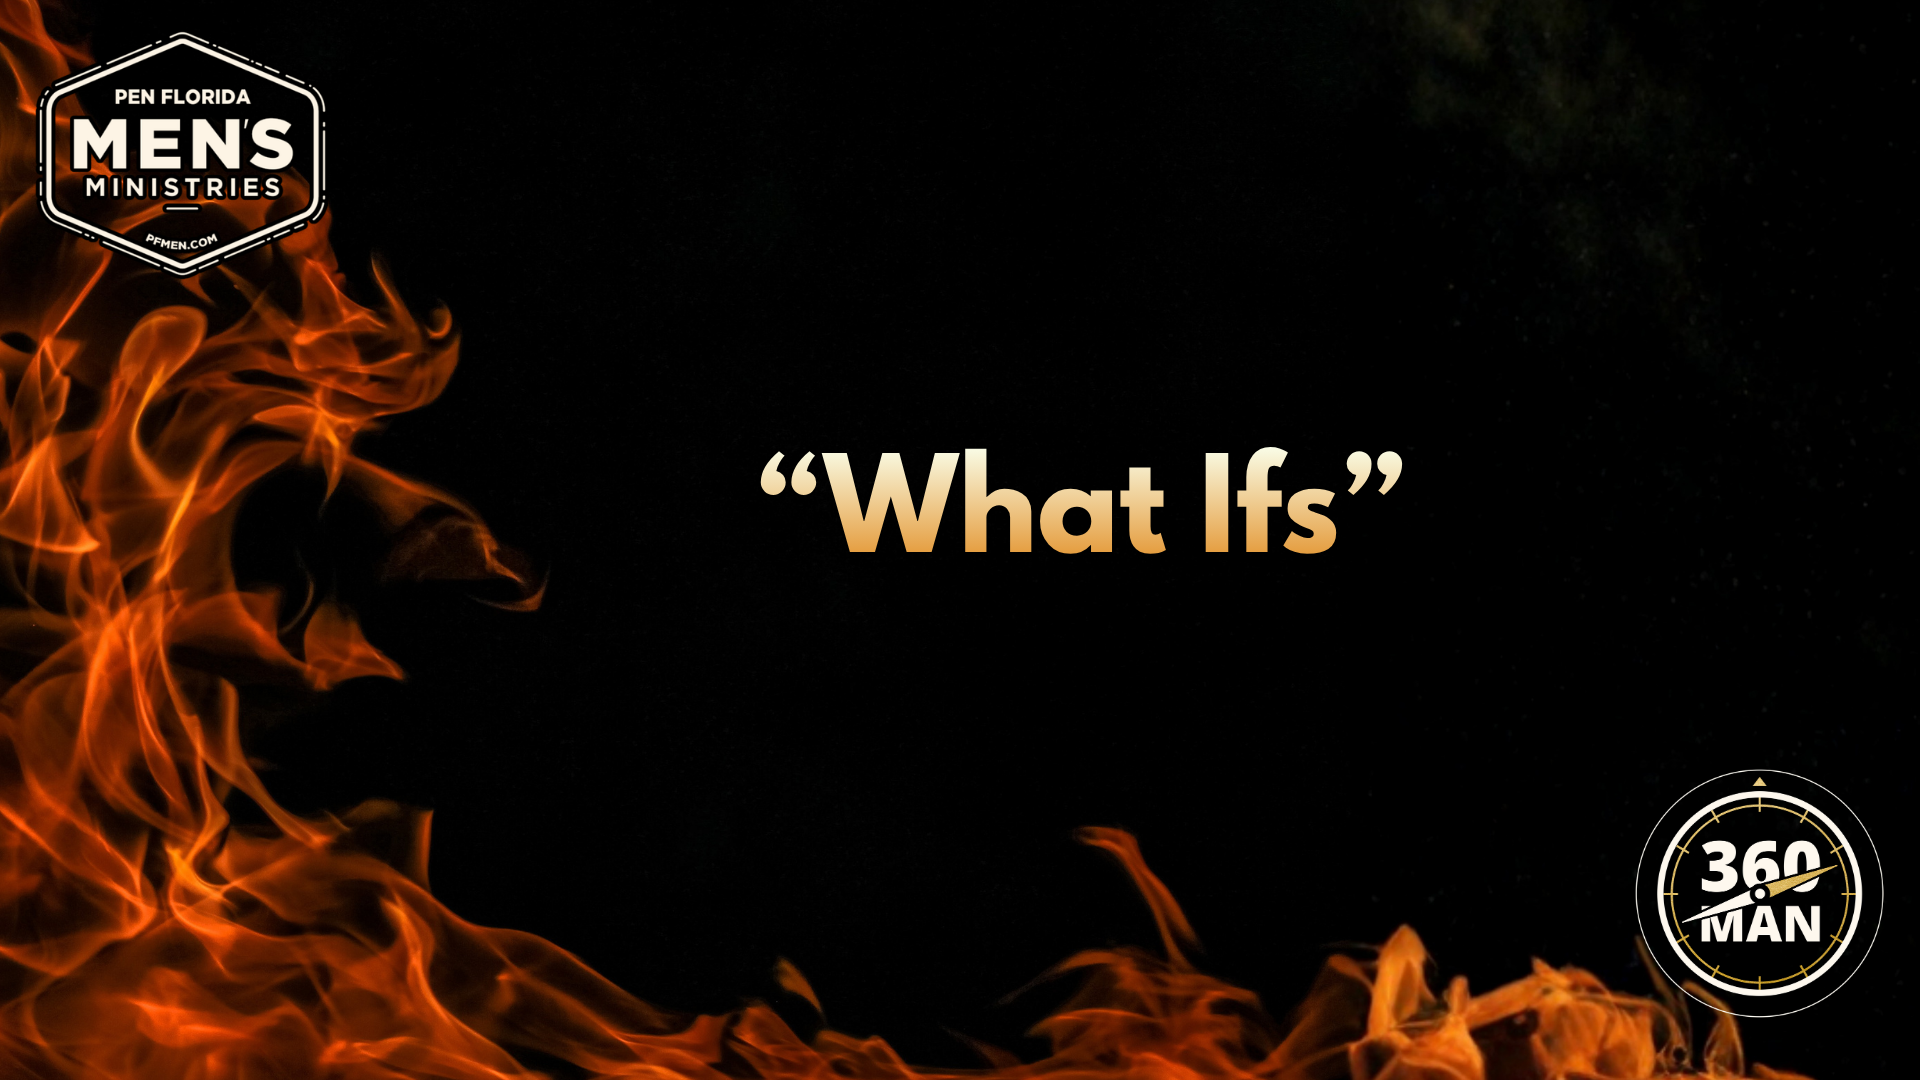 PEN FLORIDA
MEN'S
MINISTRIES
PFMEN.COM
“What Ifs”
360
MAN